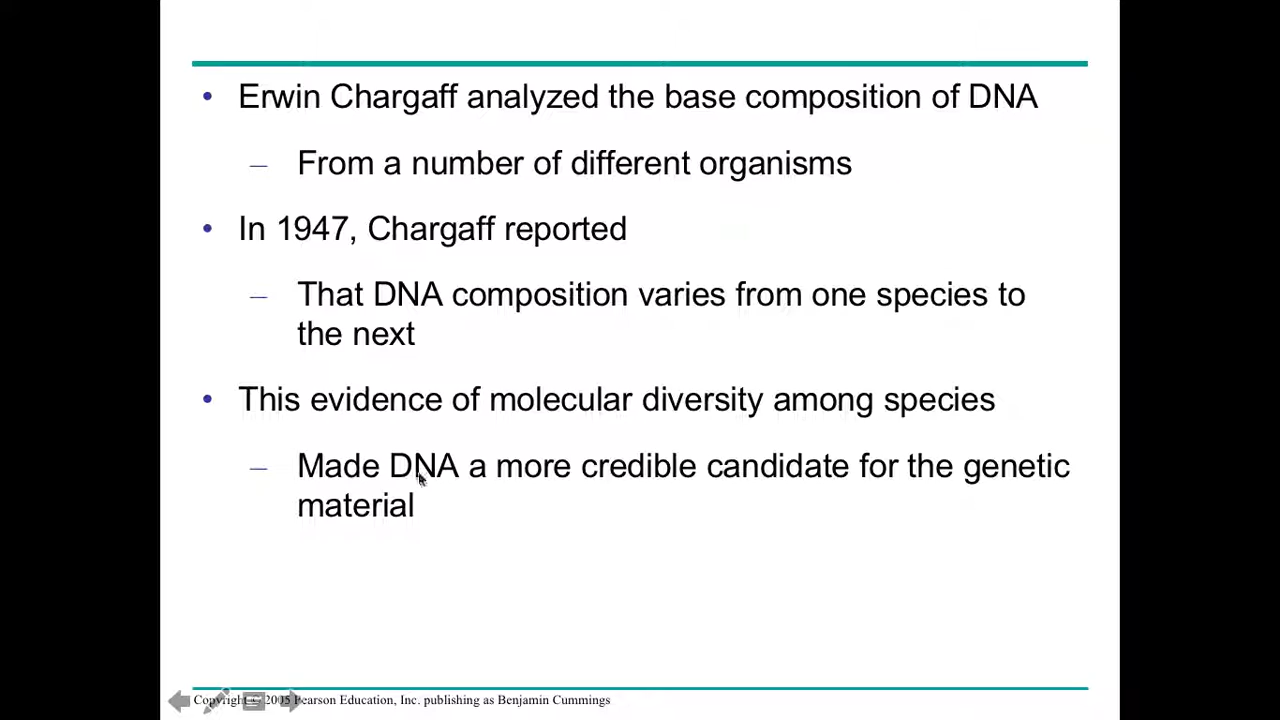 • Erwin Chargaff analyzed the base composition of DNA
– From a number of different organisms
• In 1947, Chargaff reported
– That DNA composition varies from one species to
the next
• This evidence of molecular diversity among species
– Made DNA a more credible candidate for the genetic
material
Copyright © 2005 Pearson Education, Inc. publishing as Benjamin Cummings